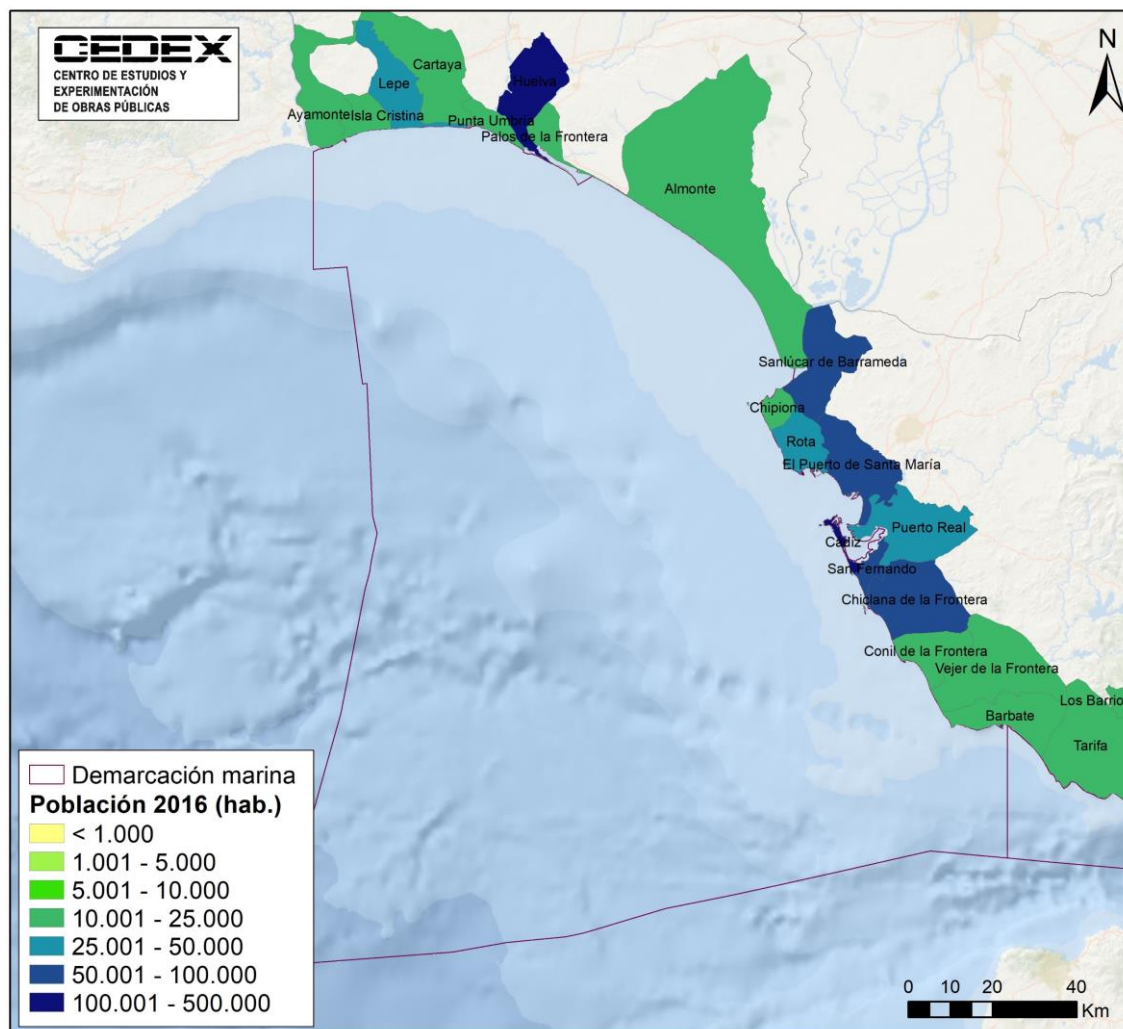 CEDEX
CENTRO DE ESTUDIOS Y
EXPERIMENTACIÓN
DE OBRAS PÚBLICAS
N
Cartaya
Huelva
Lepe
Ayamonte
Isla Cristina
Punta Umbría
Palos de la Frontera
Almonte
Sanlúcar de Barrameda
Chipiona
Rota
El Puerto de Santa María
Puerto Real
Cádiz
San Fernando
Chiclana de la Frontera
Conil de la Frontera
Vejer de la Frontera
Los Barrio
Barbate
Tarifa
Demarcación marina
Población 2016 (hab.)
< 1.000
1.001 - 5.000
5.001 - 10.000
10.001 - 25.000
25.001 - 50.000
50.001 - 100.000
100.001 - 500.000
0 10 20 40
Km